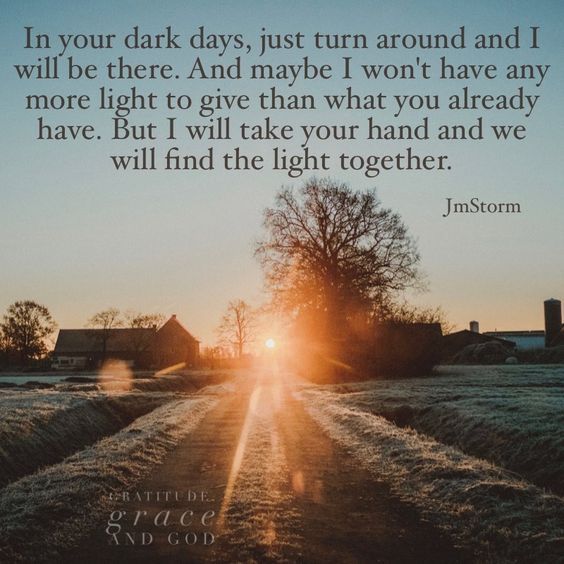 In your dark days, just turn around and I
will be there. And maybe I won't have any
more light to give than what you already
have. But I will take your hand and we
will find the light together.
JmStorm
GRATITUDE,
grace
AND GOD